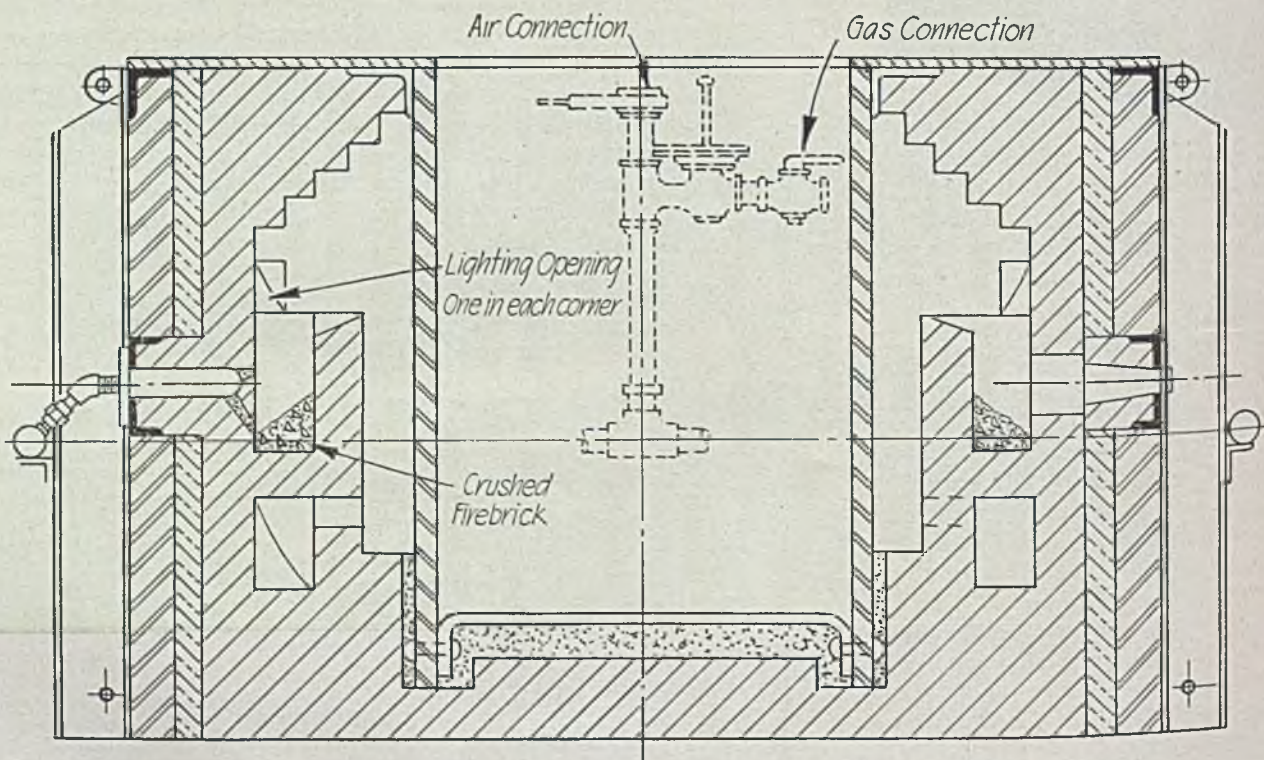 Air Connection
Gas Connection
Lighting Opening
One in each corner
Crushed
Firebrick